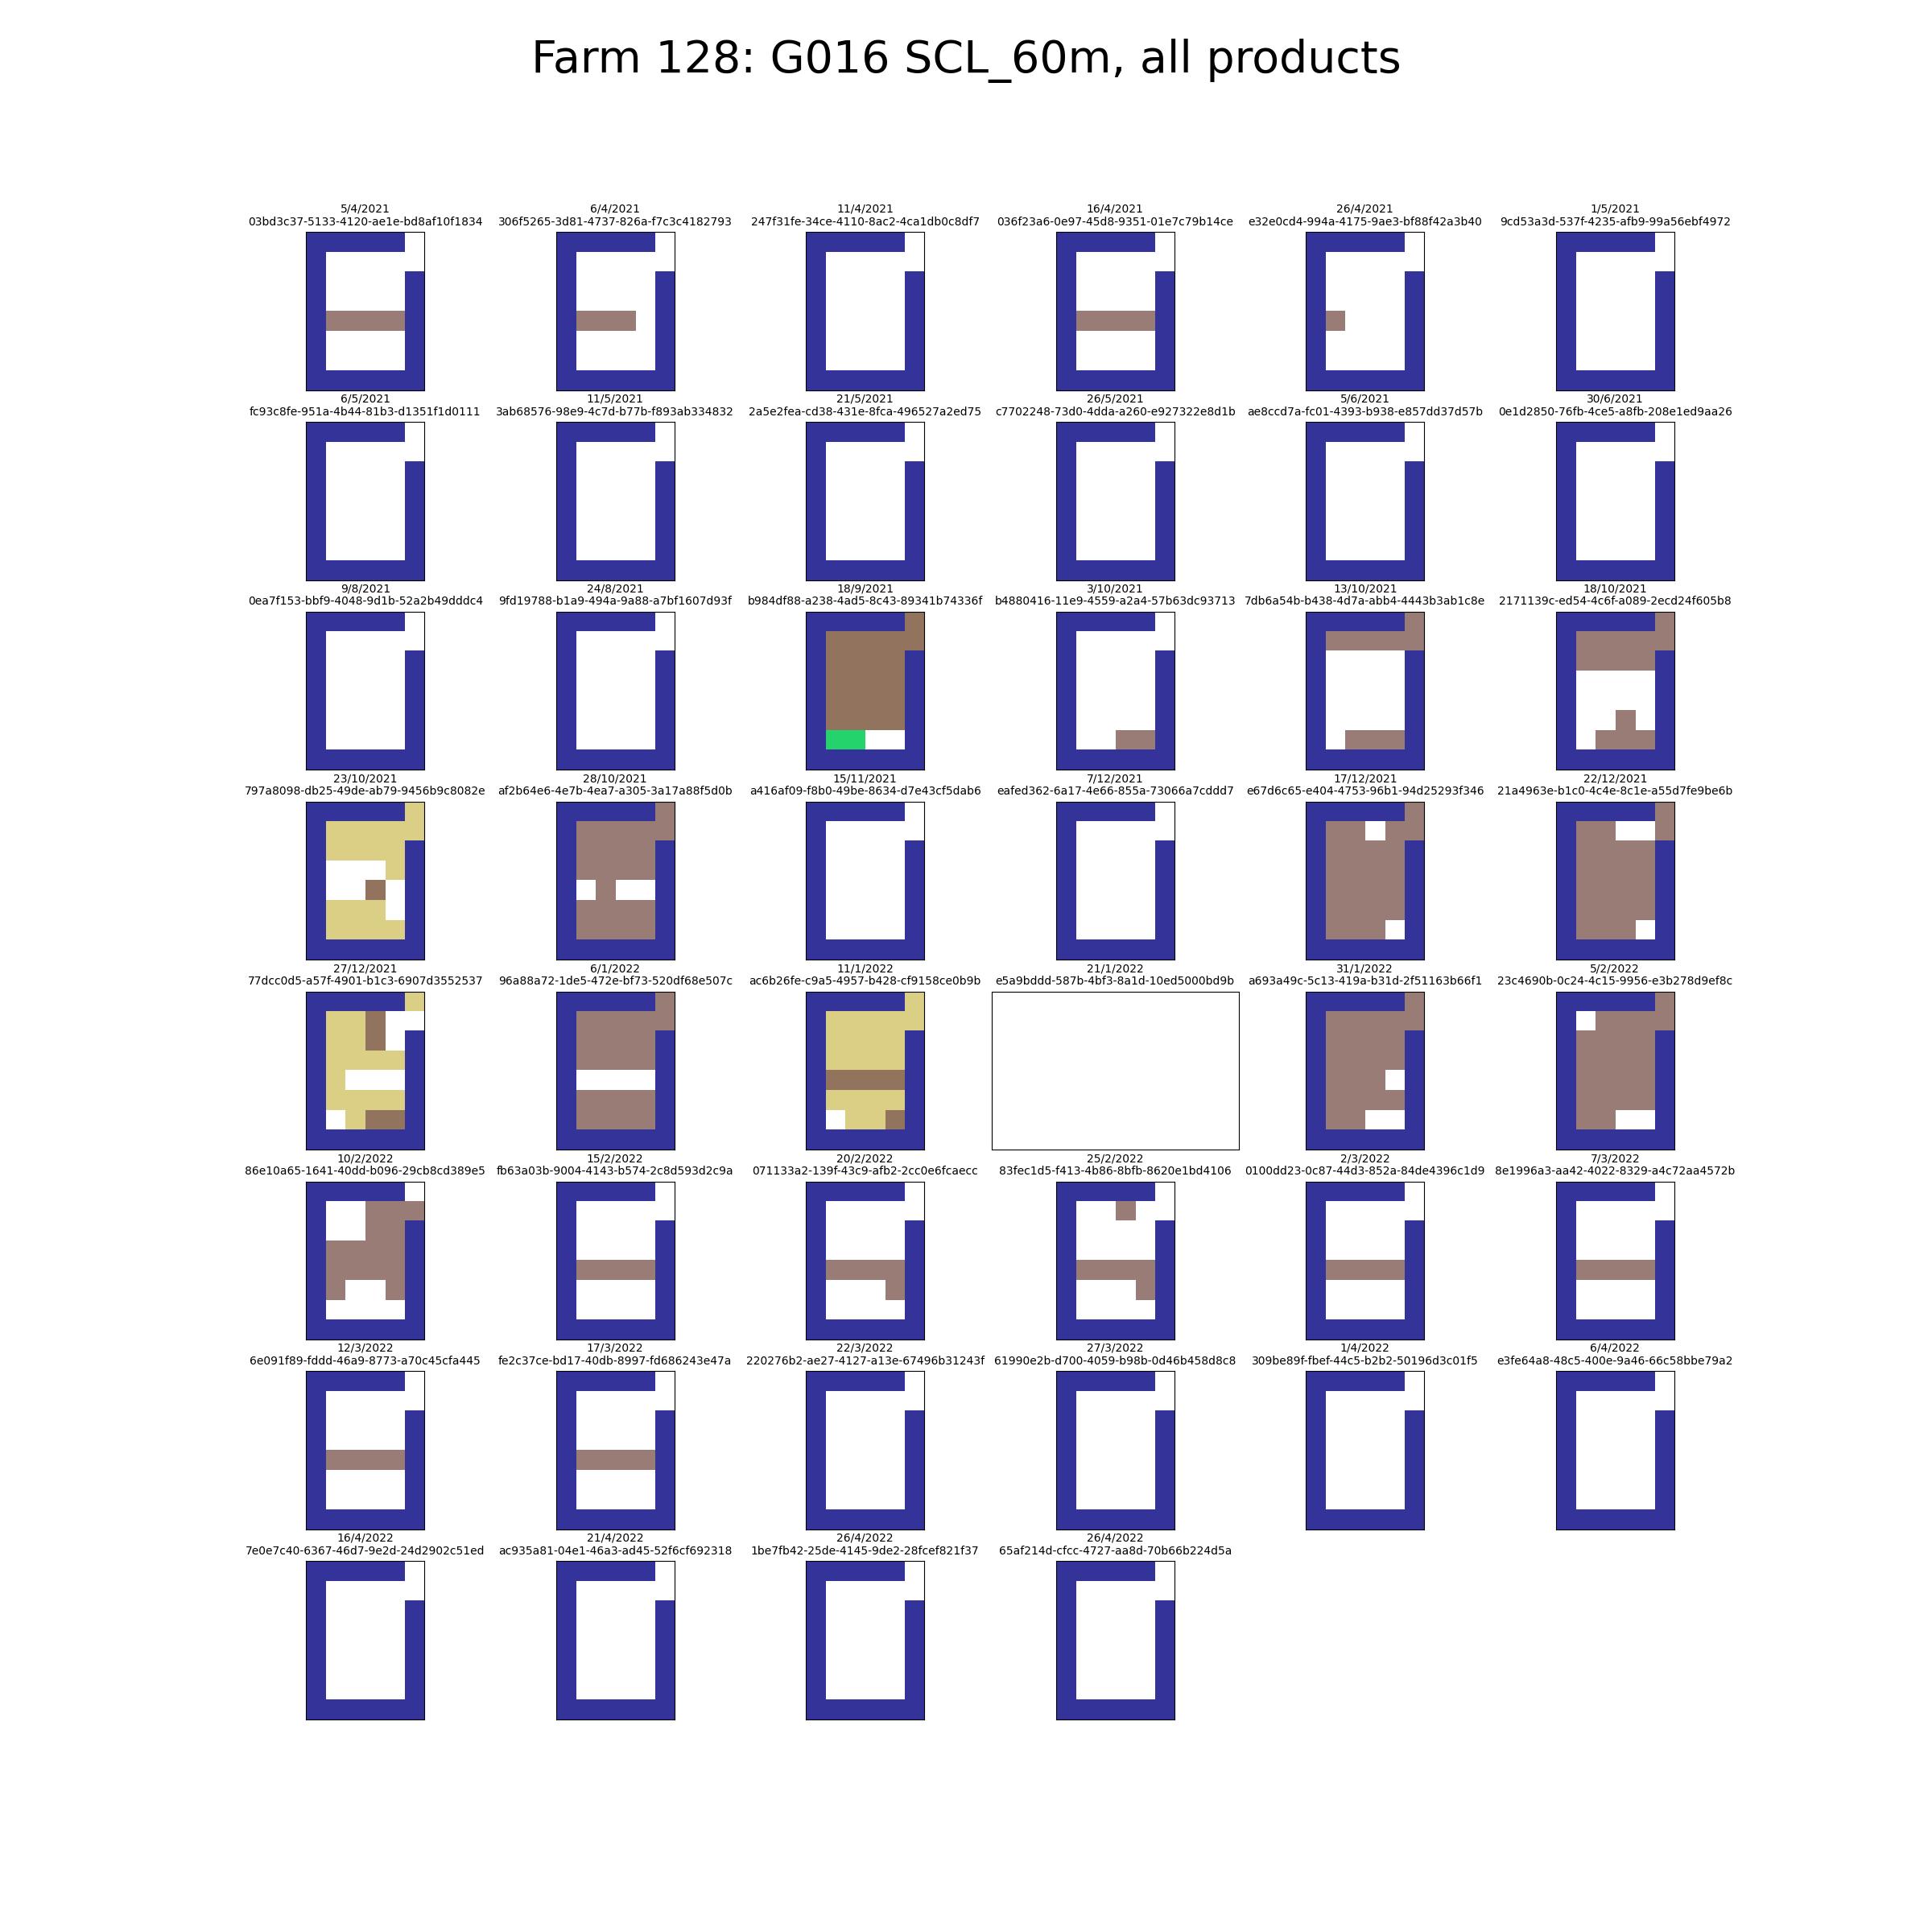 Farm 128: G016 SCL_60m, all products
5/4/2021 6/4/2021 11/4/2021 16/4/2021 26/4/2021 1/5/2021
03bd3c37-5133-4120-ae1e-bd8af10f1834 306f5265-3d81-4737-826a-f7c3c4182793 247f31fe-34ce-4110-8ac2-4ca1db0c8df7 036f23a6-0e97-45d8-9351-01e7c79b14ce e32e0cd4-994a-4175-9ae3-bf88f42a3b40 9cd53a3d-537f-4235-afb9-99a56ebf4972
6/5/2021 11/5/2021 21/5/2021 26/5/2021 5/6/2021 30/6/2021
fc93c8fe-951a-4b44-81b3-d1351f1d0111 3ab68576-98e9-4c7d-b77b-f893ab334832 2a5e2fea-cd38-431e-8fca-496527a2ed75 c7702248-73d0-4dda-a260-e927322e8d1b ae8ccd7a-fc01-4393-b938-e857dd37d57b 0e1d2850-76fb-4ce5-a8fb-208e1ed9aa26
9/8/2021 24/8/2021 18/9/2021 3/10/2021 13/10/2021 18/10/2021
0ea7f153-bbf9-4048-9d1b-52a2b49dddc4 9fd19788-b1a9-494a-9a88-a7bf1607d93f b984df88-a238-4ad5-8c43-89341b74336f b4880416-11e9-4559-a2a4-57b63dc93713 7db6a54b-b438-4d7a-abb4-4443b3ab1c8e 2171139c-ed54-4c6f-a089-2ecd24f605b8
23/10/2021 28/10/2021 15/11/2021 7/12/2021 17/12/2021 22/12/2021
797a8098-db25-49de-ab79-9456b9c8082e af2b64e6-4e7b-4ea7-a305-3a17a88f5d0b a416af09-f8b0-49be-8634-d7e43cf5dab6 eafed362-6a17-4e66-855a-73066a7cddd7 e67d6c65-e404-4753-96b1-94d25293f346 21a4963e-b1c0-4c4e-8c1e-a55d7fe9be6b
27/12/2021 6/1/2022 11/1/2022 21/1/2022 31/1/2022 5/2/2022
77dcc0d5-a57f-4901-b1c3-6907d3552537 96a88a72-1de5-472e-bf73-520df68e507c ac6b26fe-c9a5-4957-b428-cf9158ce0b9b e5a9bddd-587b-4bf3-8a1d-10ed5000bd9b a693a49c-5c13-419a-b31d-2f51163b66f1 23c4690b-0c24-4c15-9956-e3b278d9ef8c
10/2/2022 15/2/2022 20/2/2022 25/2/2022 2/3/2022 7/3/2022
86e10a65-1641-40dd-b096-29cb8cd389e5 fb63a03b-9004-4143-b574-2c8d593d2c9a 071133a2-139f-43c9-afb2-2cc0e6fcaecc 83fec1d5-f413-4b86-8bfb-8620e1bd4106 0100dd23-0c87-44d3-852a-84de4396c1d9 8e1996a3-aa42-4022-8329-a4c72aa4572b
12/3/2022 17/3/2022 22/3/2022 27/3/2022 1/4/2022 6/4/2022
6e091f89-fddd-46a9-8773-a70c45cfa445 fe2c37ce-bd17-40db-8997-fd686243e47a 220276b2-ae27-4127-a13e-67496b31243f 61990e2b-d700-4059-b98b-0d46b458d8c8 309be89f-fbef-44c5-b2b2-50196d3c01f5 e3fe64a8-48c5-400e-9a46-66c58bbe79a2
16/4/2022 21/4/2022 26/4/2022 26/4/2022
7e0e7c40-6367-46d7-9e2d-24d2902c51ed ac935a81-04e1-46a3-ad45-52f6cf692318 1be7fb42-25de-4145-9de2-28fcef821f37 65af214d-cfcc-4727-aa8d-70b66b224d5a